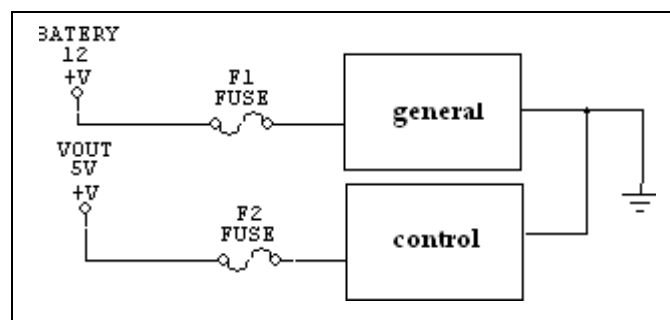 BATERY
12
+V
F1
FUSE
general
VOUT
5V
+V
F2
FUSE
control